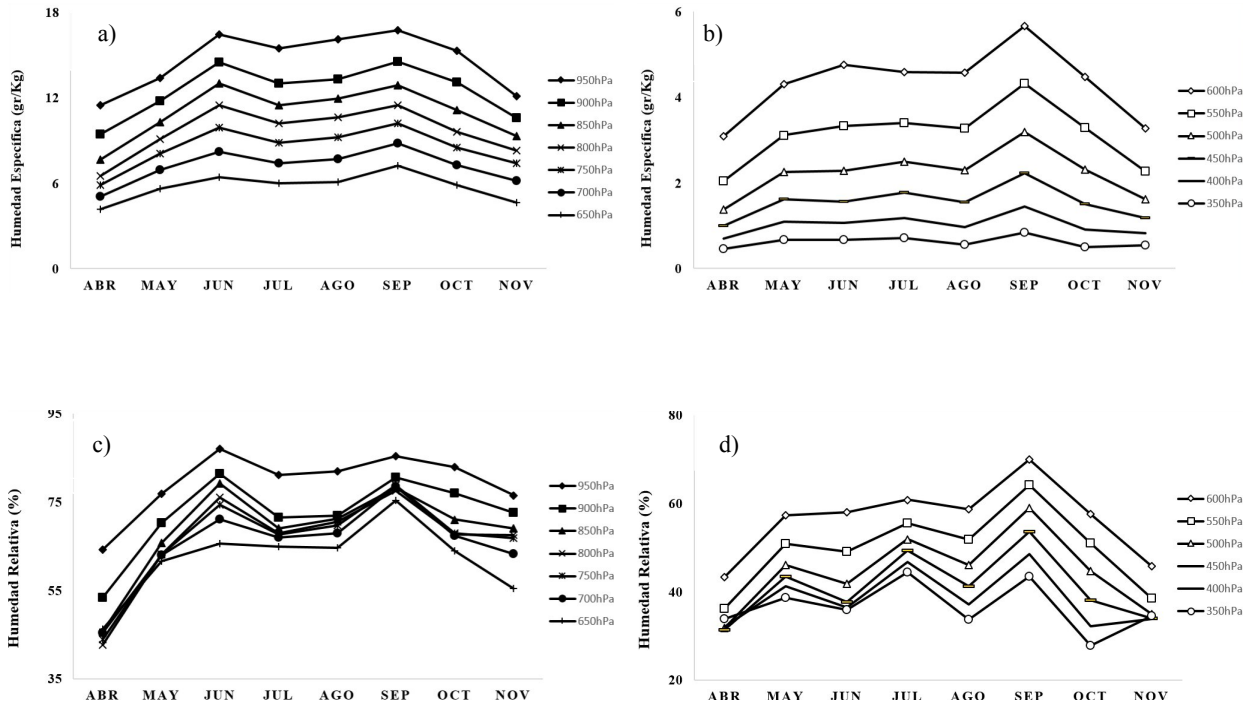 a)
Humedad Específica (gr/Kg)
18
12
6
0
ABR MAY JUN JUL AGO SEP OCT NOV
950hPa
900hPa
850hPa
800hPa
750hPa
700hPa
650hPa
b)
Humedad Específica (gr/Kg)
6
4
2
0
ABR MAY JUN JUL AGO SEP OCT NOV
600hPa
550hPa
500hPa
450hPa
400hPa
350hPa
c)
Humedad Relativa (%)
95
75
55
35
ABR MAY JUN JUL AGO SEP OCT NOV
950hPa
900hPa
850hPa
800hPa
750hPa
700hPa
650hPa
d)
Humedad Relativa (%)
80
60
40
20
ABR MAY JUN JUL AGO SEP OCT NOV
600hPa
550hPa
500hPa
450hPa
400hPa
350hPa